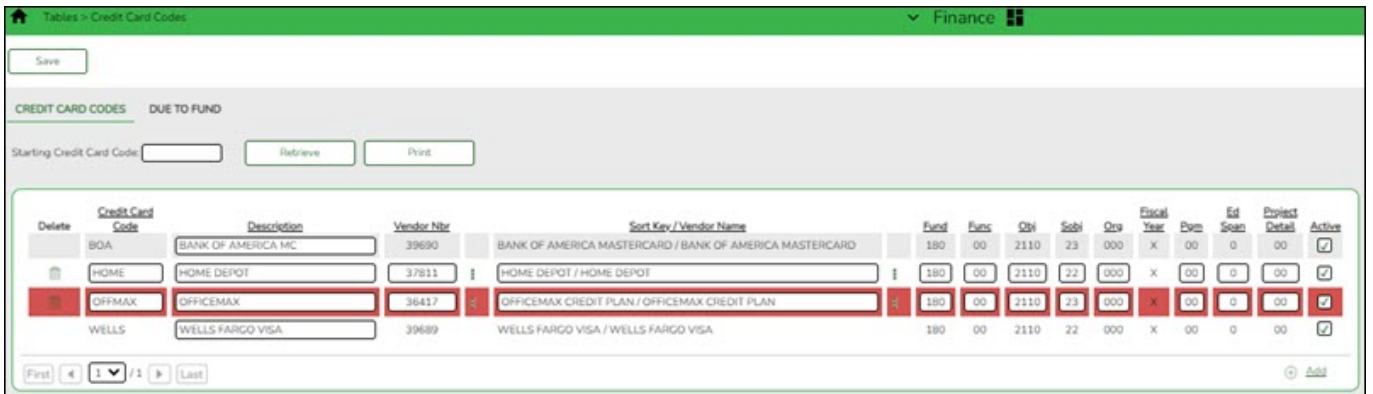 Tables > Credit Card Codes Finance
Save
CREDIT CARD CODES DUE TO FUND
Starting Credit Card Code: Retrieve Print
Delete Credit Card Code Description Vendor Nbr Sort Key / Vendor Name Fund Func Obj Sobj Org Fiscal Year Pgm Ed Span Project Detail Active
BOA BANK OF AMERICA MC 39690 BANK OF AMERICA MASTERCARD / BANK OF AMERICA MASTERCARD 180 00 2110 23 000 X 00 0 00
HOME HOME DEPOT 37811 HOME DEPOT / HOME DEPOT 180 00 2110 22 000 X 00 0 00
OFFMAX OFFICEMAX 36417 OFFICEMAX CREDIT PLAN / OFFICEMAX CREDIT PLAN 180 00 2110 23 000 X 00 0 00
WELLS WELLS FARGO VISA 39689 WELLS FARGO VISA / WELLS FARGO VISA 180 00 2110 22 000 X 00 0 00
First 1 / 1 Last Add